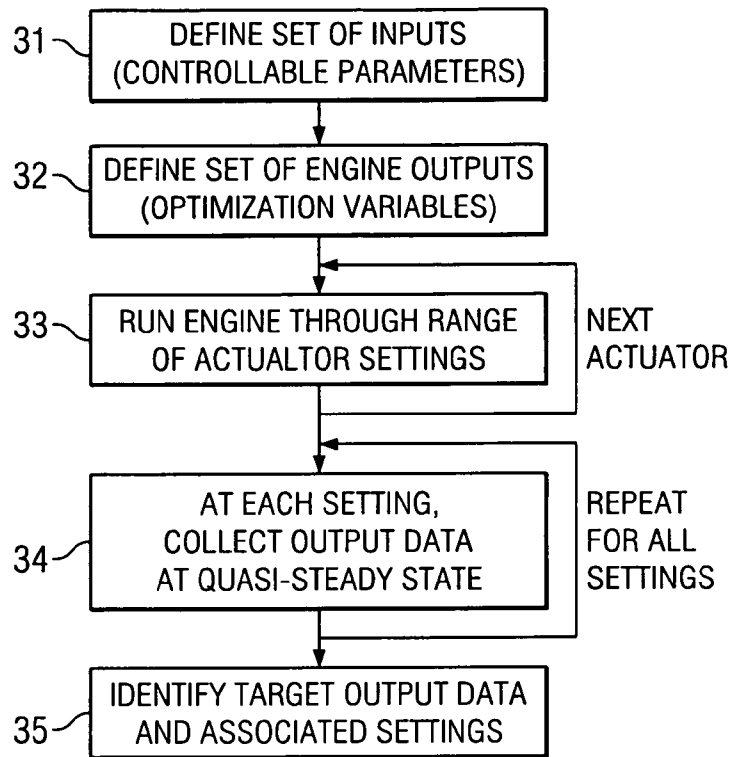 31
DEFINE SET OF INPUTS
(CONTROLLABLE PARAMETERS)
32
DEFINE SET OF ENGINE OUTPUTS
(OPTIMIZATION VARIABLES)
33
RUN ENGINE THROUGH RANGE
OF ACTUALTOR SETTINGS
NEXT
ACTUATOR
34
AT EACH SETTING,
COLLECT OUTPUT DATA
AT QUASI-STEADY STATE
REPEAT
FOR ALL
SETTINGS
35
IDENTIFY TARGET OUTPUT DATA
AND ASSOCIATED SETTINGS